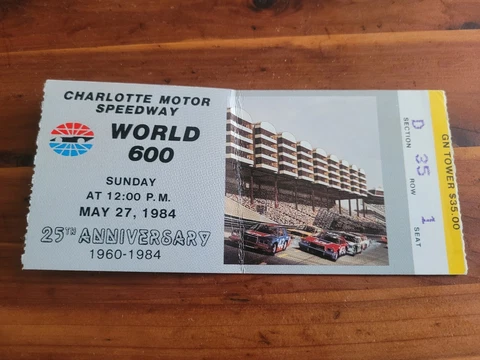 CHARLOTTE MOTOR
SPEEDWAY
WORLD
600
SUNDAY
AT 12:00 P.M.
MAY 27, 1984
25TH ANNIVERSARY
1960-1984
D
SECTION
35
ROW
1
SEAT
GN TOWER $35.00